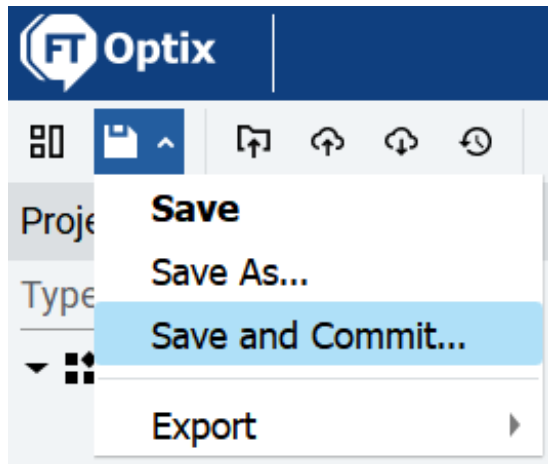 FT Optix
Save
Proje
Save As...
Type
Save and Commit...
Export